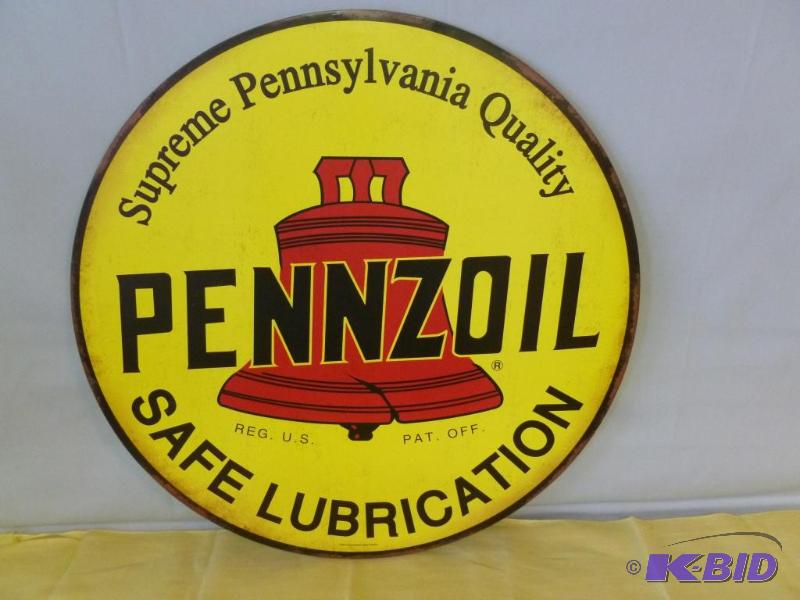 Supreme Pennsylvania Quality
PENNZOIL
®
REG. U.S. PAT. OFF.
SAFE LUBRICATION
© K-BID